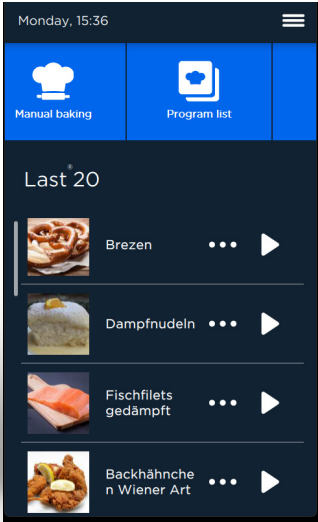 Monday, 15:36
Manual baking
Program list
Last®20
Brezen
Dampfnudeln
Fischfilets
gedämpft
Backhähnche
n Wiener Art